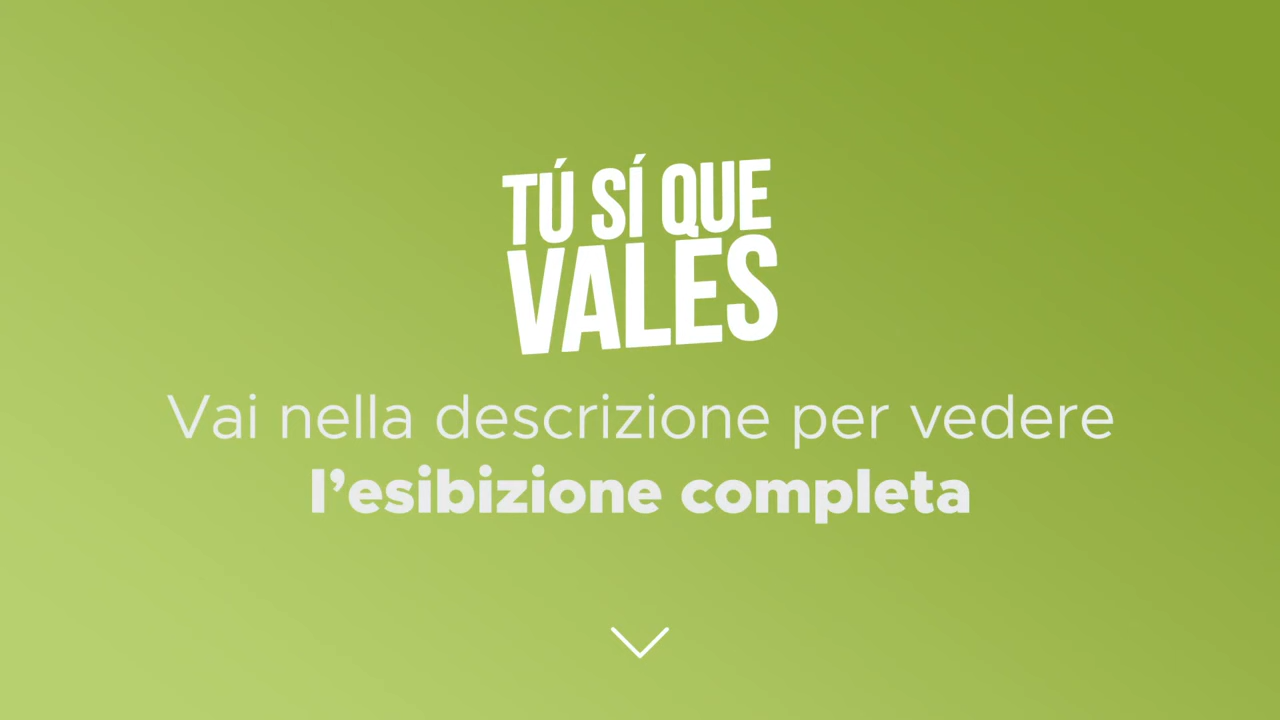 TÚ SÍ QUE
VALES
Vai nella descrizione per vedere
l’esibizione completa